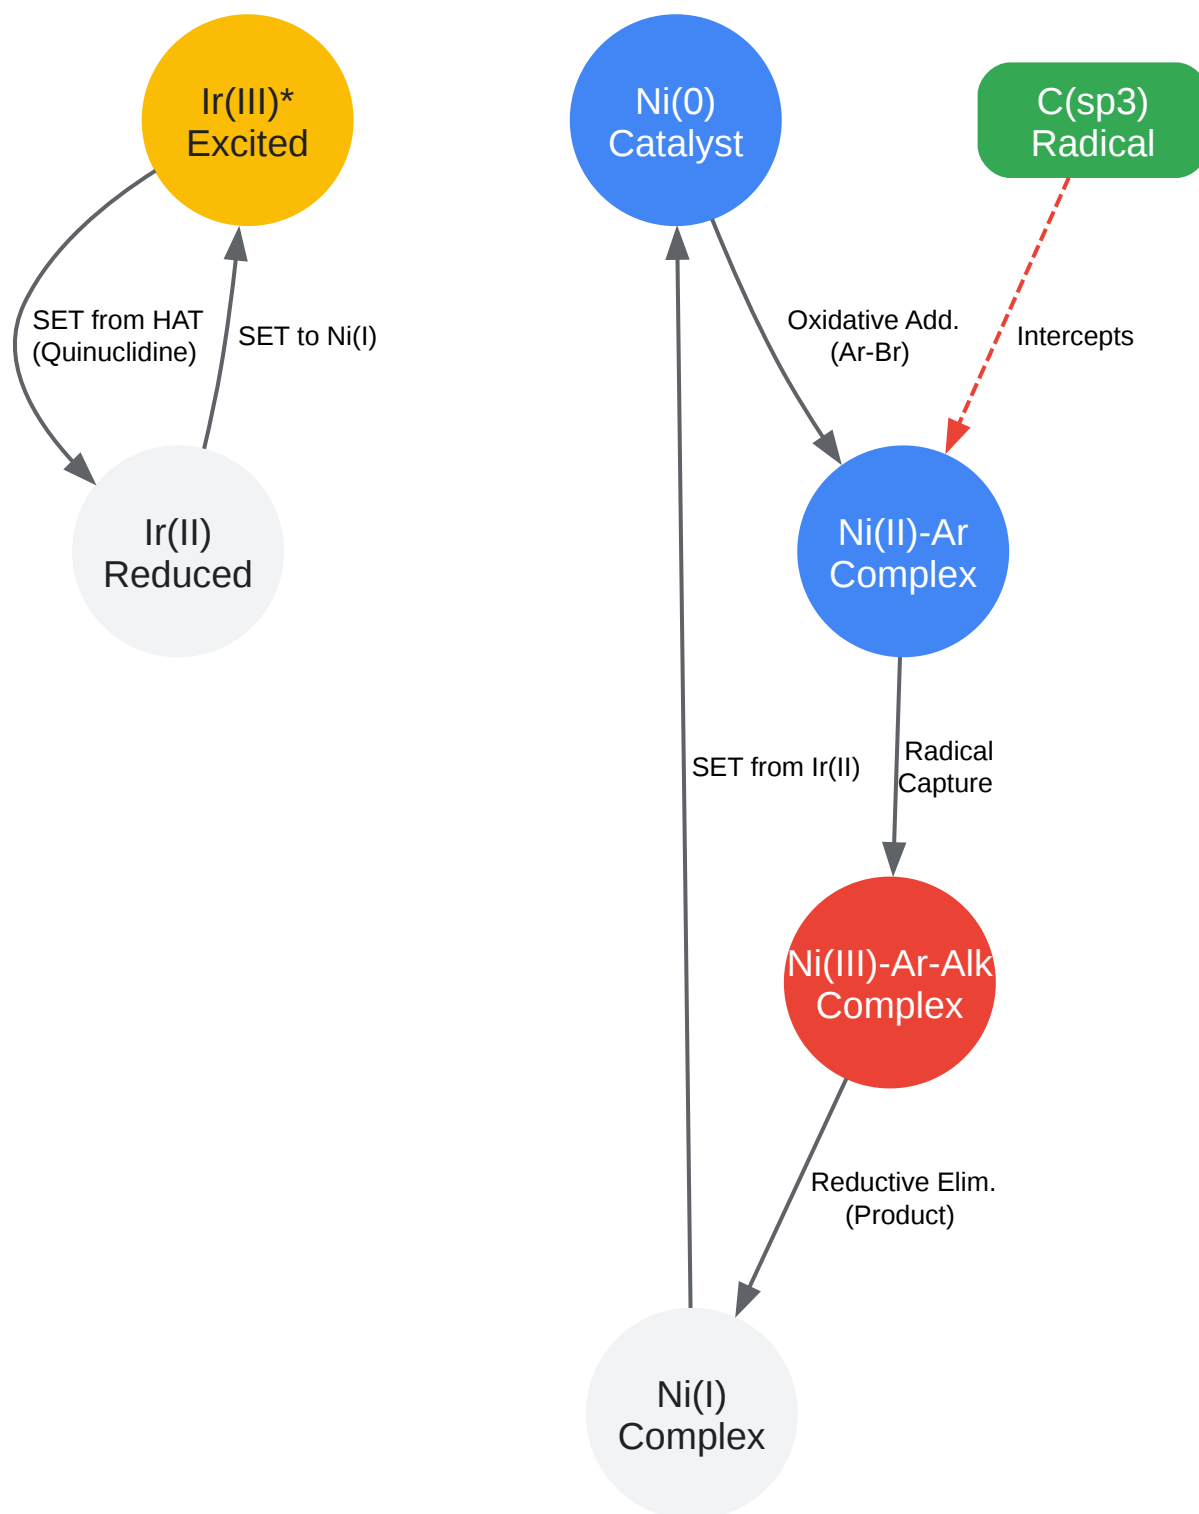 Ir(III)*
Excited
Ni(0)
Catalyst
C(sp3)
Radical
SET from HAT
(Quinuclidine)
SET to Ni(I)
Oxidative Add.
(Ar-Br)
Intercepts
Ir(II)
Reduced
Ni(II)-Ar
Complex
SET from Ir(II)
Radical
Capture
Ni(III)-Ar-Alk
Complex
Reductive Elim.
(Product)
Ni(I)
Complex